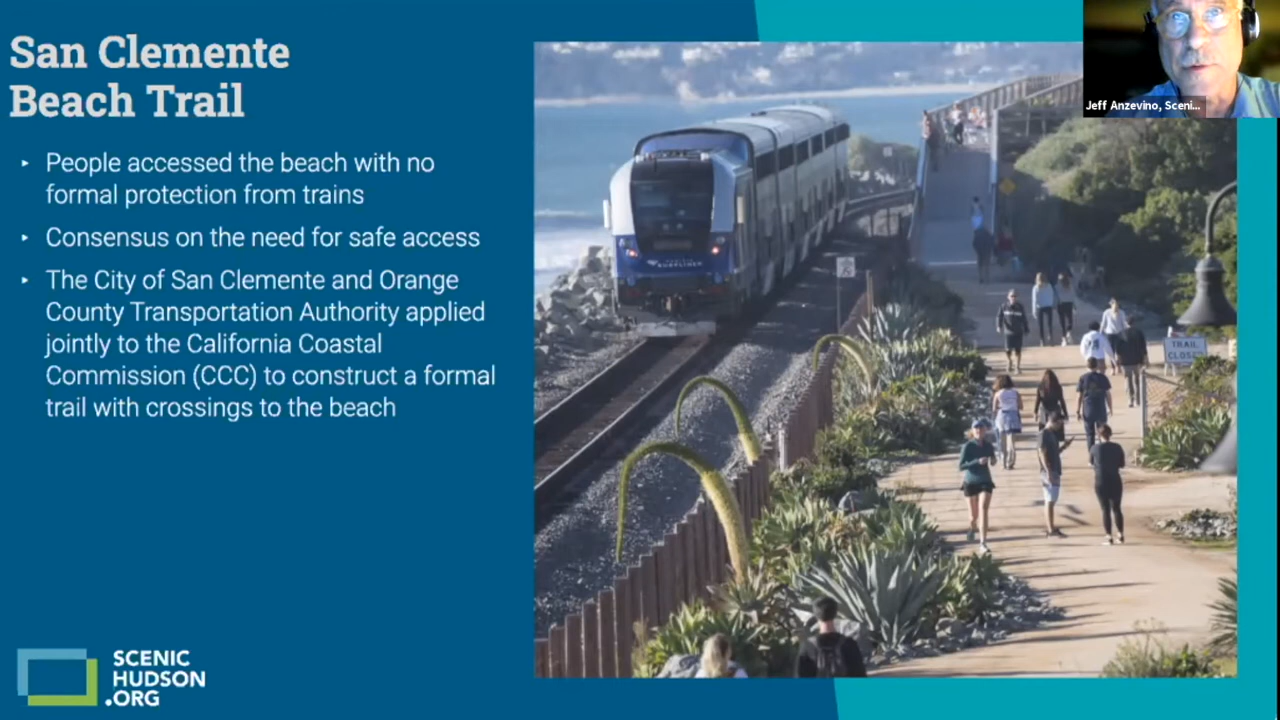 San Clemente
Beach Trail
▸ People accessed the beach with no
formal protection from trains
▸ Consensus on the need for safe access
▸ The City of San Clemente and Orange
County Transportation Authority applied
jointly to the California Coastal
Commission (CCC) to construct a formal
trail with crossings to the beach
Jeff Anzevino, Sceni...
TRAIL
CLOSED
SCENIC
HUDSON
.ORG